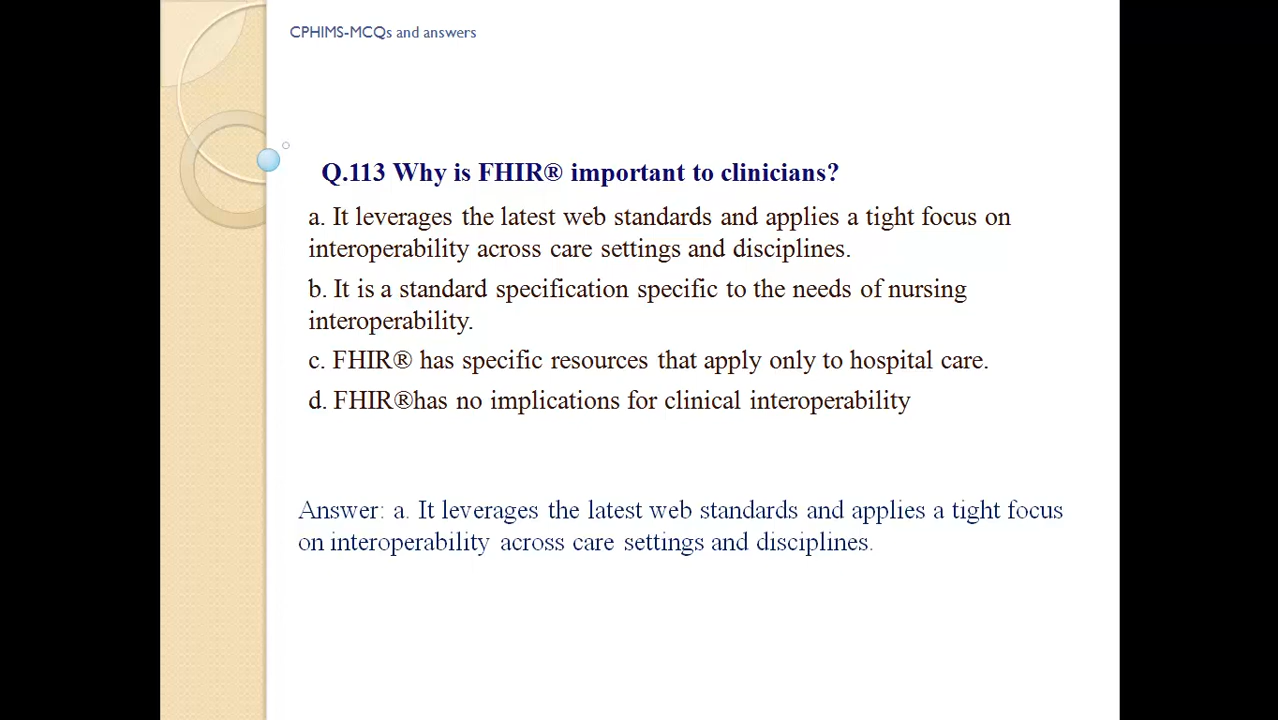 CPHIMS-MCQs and answers
Q.113 Why is FHIR® important to clinicians?
a. It leverages the latest web standards and applies a tight focus on
interoperability across care settings and disciplines.
b. It is a standard specification specific to the needs of nursing
interoperability.
c. FHIR® has specific resources that apply only to hospital care.
d. FHIR®has no implications for clinical interoperability
Answer: a. It leverages the latest web standards and applies a tight focus
on interoperability across care settings and disciplines.